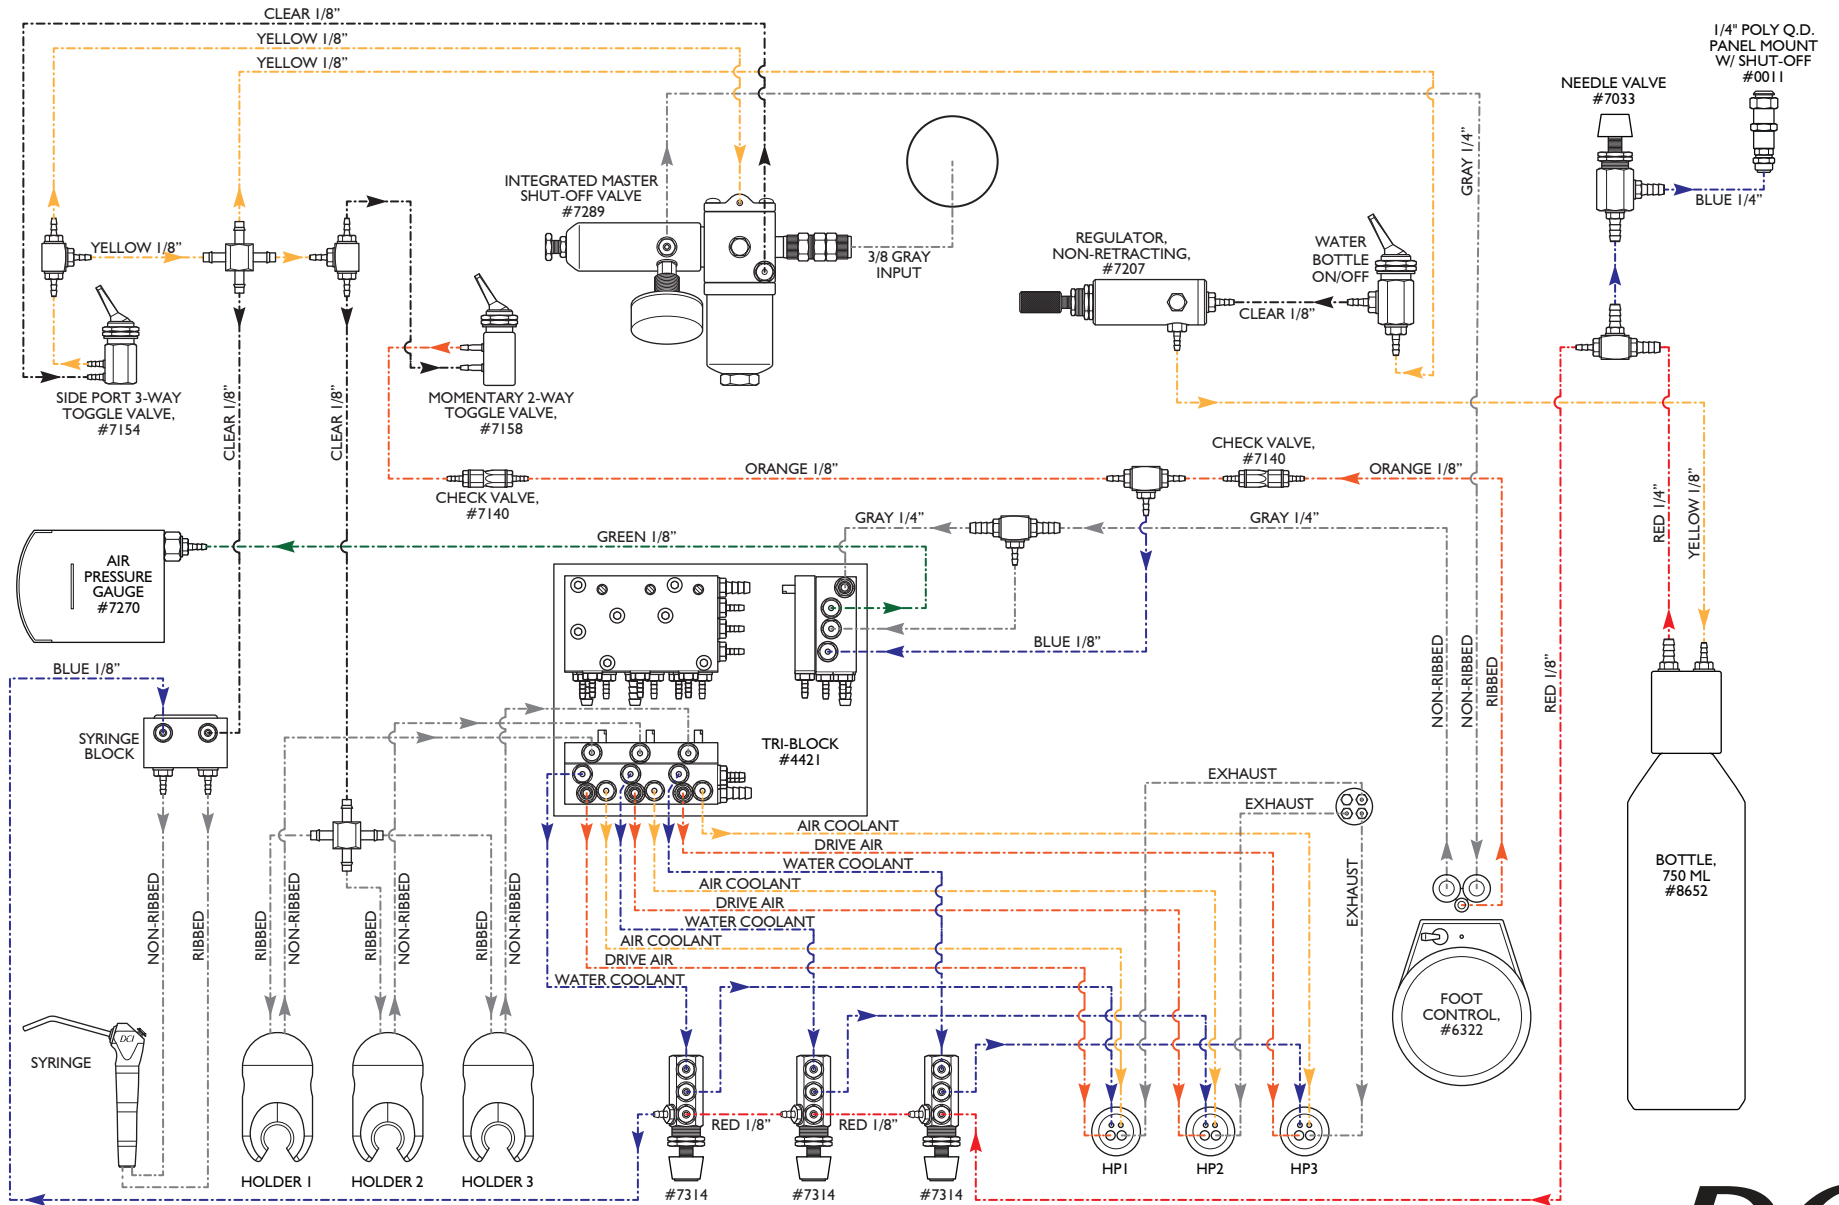 CLEAR 1/8”
YELLOW 1/8”
YELLOW 1/8”
1/4" POLY Q.D.
PANEL MOUNT
W/ SHUT-OFF
#0011
NEEDLE VALVE
#7033
BLUE 1/4”
GRAY 1/4”
INTEGRATED MASTER
SHUT-OFF VALVE
#7289
3/8 GRAY
INPUT
REGULATOR,
NON-RETRACTING,
#7207
WATER
BOTTLE
ON/OFF
CLEAR 1/8”
YELLOW 1/8”
SIDE PORT 3-WAY
TOGGLE VALVE,
#7154
CLEAR 1/8”
CLEAR 1/8”
MOMENTARY 2-WAY
TOGGLE VALVE,
#7158
CHECK VALVE,
#7140
ORANGE 1/8”
CHECK VALVE,
#7140
ORANGE 1/8”
GRAY 1/4”
GRAY 1/4”
RED 1/4”
YELLOW 1/8”
GREEN 1/8”
AIR
PRESSURE
GAUGE
#7270
BLUE 1/8”
BLUE 1/8”
SYRINGE
BLOCK
TRI-BLOCK
#4421
NON-RIBBED
NON-RIBBED
RIBBED
RED 1/8”
EXHAUST
EXHAUST
EXHAUST
AIR COOLANT
DRIVE AIR
WATER COOLANT
AIR COOLANT
DRIVE AIR
WATER COOLANT
AIR COOLANT
DRIVE AIR
WATER COOLANT
BOTTLE,
750 ML
#8652
NON-RIBBED
RIBBED
RIBBED
NON-RIBBED
RIBBED
NON-RIBBED
RIBBED
NON-RIBBED
FOOT
CONTROL,
#6322
DCI
SYRINGE
RED 1/8”
RED 1/8”
HOLDER 1
HOLDER 2
HOLDER 3
#7314
#7314
#7314
HP1
HP2
HP3